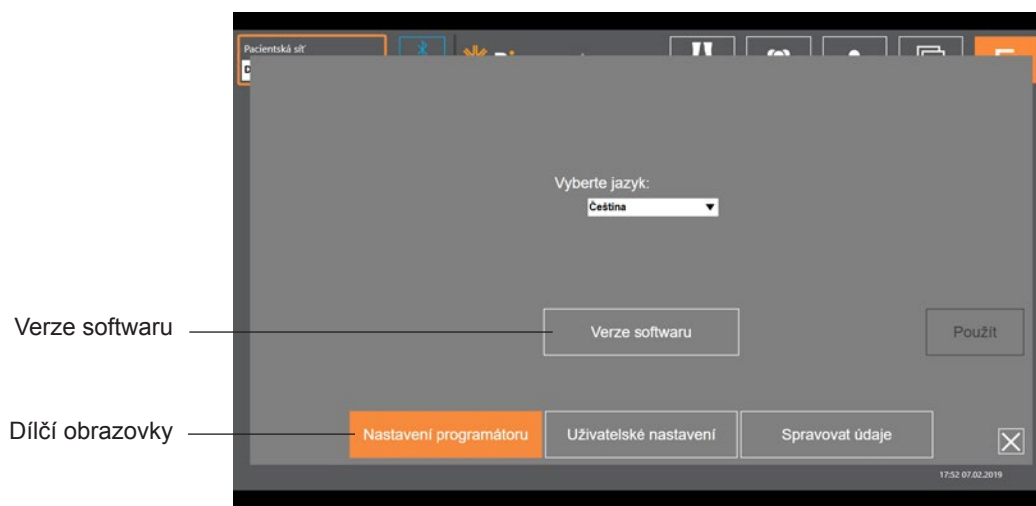 Pacientská síť
Vyberte jazyk:
Čeština
Verze softwaru
Verze softwaru
Použít
Dílčí obrazovky
Nastavení programátoru
Uživatelské nastavení
Spravovat údaje
17:52 07.02.2019